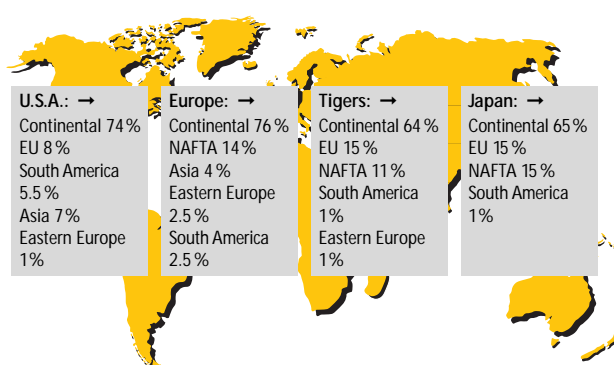 U.S.A.: ➞
Continental 74 %
EU 8 %
South America
5.5 %
Asia 7 %
Eastern Europe
1 %
Europe: ➞
Continental 76 %
NAFTA 14 %
Asia 4 %
Eastern Europe
2.5 %
South America
2.5 %
Tigers: ➞
Continental 64 %
EU 15 %
NAFTA 11 %
South America
1 %
Eastern Europe
1 %
Japan: ➞
Continental 65 %
EU 15 %
NAFTA 15 %
South America
1 %